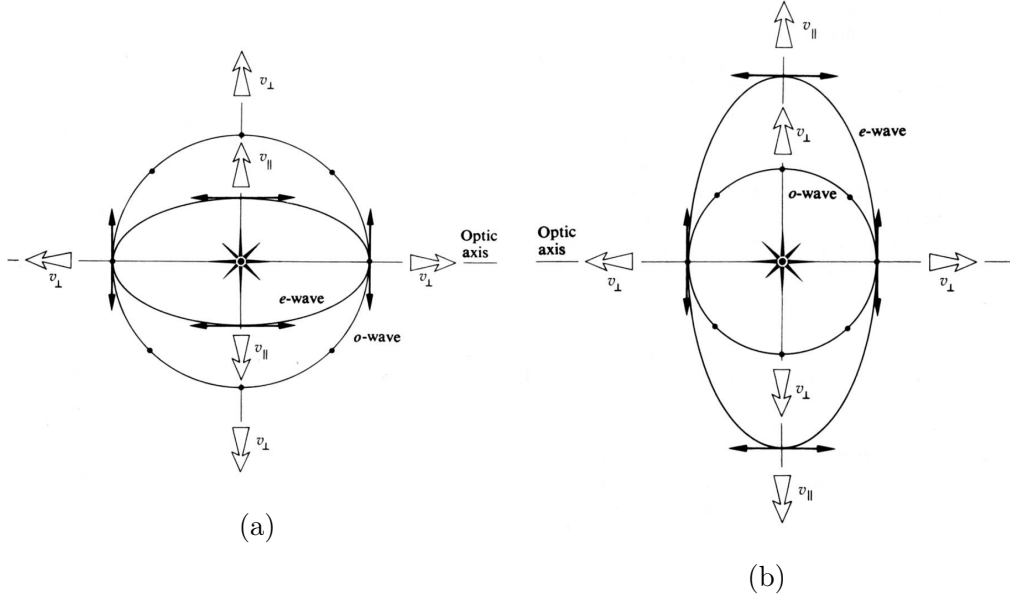 v⊥
v∥
Optic
axis
v⊥
v⊥
e-wave
o-wave
v∥
v⊥
(a)
v∥
e-wave
v⊥
o-wave
Optic
axis
v⊥
v⊥
v⊥
v∥
(b)